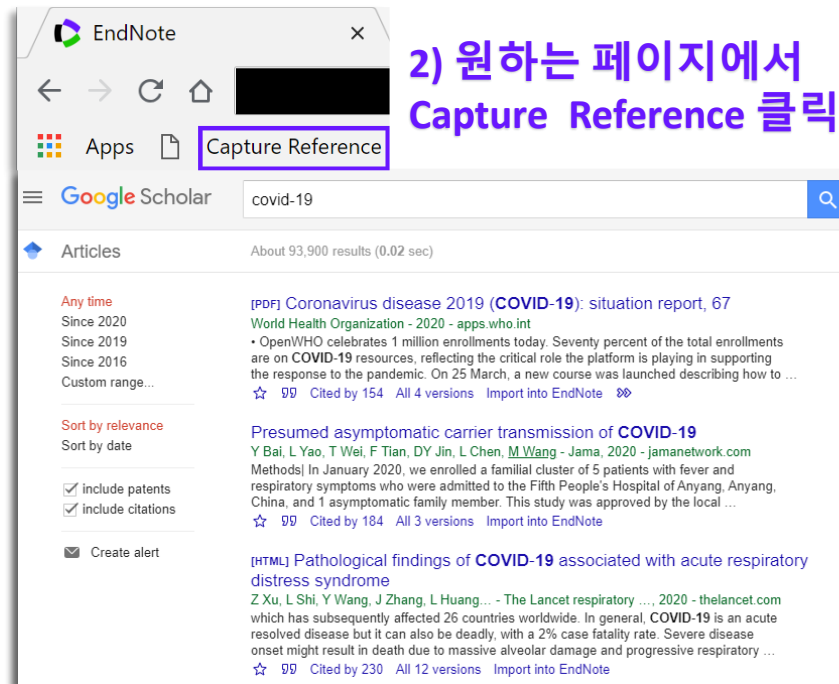 EndNote
2) 원하는 페이지에서
Capture Reference 클릭
Apps
Capture Reference
Google Scholar
covid-19
Articles
About 93,900 results (0.02 sec)
Any time
Since 2020
Since 2019
Since 2016
Custom range...
Sort by relevance
Sort by date
include patents
include citations
Create alert
[PDF] Coronavirus disease 2019 (COVID-19): situation report, 67
World Health Organization - 2020 - apps.who.int
• OpenWHO celebrates 1 million enrollments today. Seventy percent of the total enrollments
are on COVID-19 resources, reflecting the critical role the platform is playing in supporting
the response to the pandemic. On 25 March, a new course was launched describing how to ...
Cited by 154 All 4 versions Import into EndNote
Presumed asymptomatic carrier transmission of COVID-19
Y Bai, L Yao, T Wei, F Tian, DY Jin, L Chen, M Wang - Jama, 2020 - jamanetwork.com
Methods| In January 2020, we enrolled a familial cluster of 5 patients with fever and
respiratory symptoms who were admitted to the Fifth People's Hospital of Anyang, Anyang,
China, and 1 asymptomatic family member. This study was approved by the local ...
Cited by 184 All 3 versions Import into EndNote
[HTML] Pathological findings of COVID-19 associated with acute respiratory
distress syndrome
Z Xu, L Shi, Y Wang, J Zhang, L Huang... - The Lancet respiratory ..., 2020 - thelancet.com
which has subsequently affected 26 countries worldwide. In general, COVID-19 is an acute
resolved disease but it can also be deadly, with a 2% case fatality rate. Severe disease
onset might result in death due to massive alveolar damage and progressive respiratory ...
Cited by 230 All 12 versions Import into EndNote